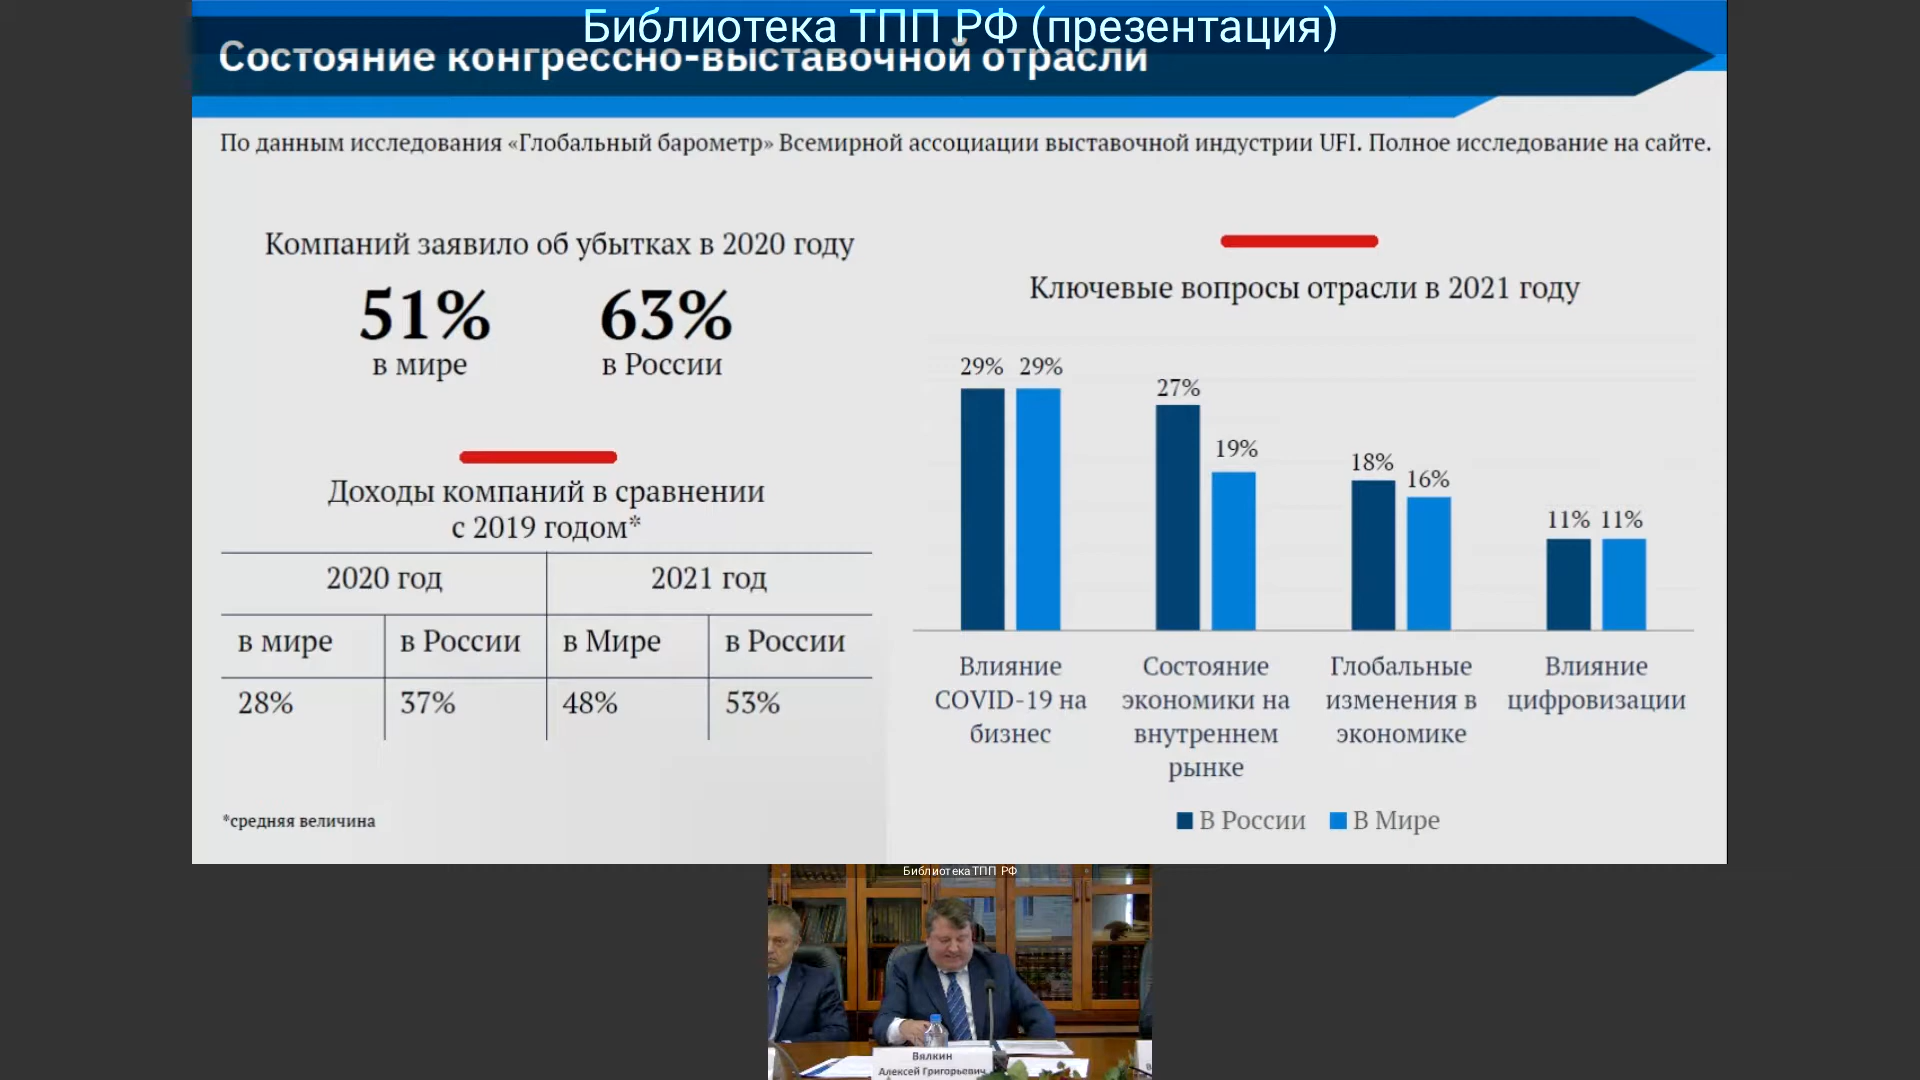 Библиотека ТПП РФ (презентация)
Состояние конгрессно-выставочной отрасли
По данным исследования «Глобальный барометр» Всемирной ассоциации выставочной индустрии UFI. Полное исследование на сайте.
Компаний заявило об убытках в 2020 году
51% 63%
в мире в России
Доходы компаний в сравнении
с 2019 годом*
2020 год 2021 год
в мире в России в Мире в России
28% 37% 48% 53%
*средняя величина
Ключевые вопросы отрасли в 2021 году
29% 29% 27% 19% 18% 16% 11% 11%
Влияние
COVID-19 на
бизнес
Состояние
экономики на
внутреннем
рынке
Глобальные
изменения в
экономике
Влияние
цифровизации
В России В Мире
Библиотека ТПП РФ
Вялкин
Алексей Григорьевич